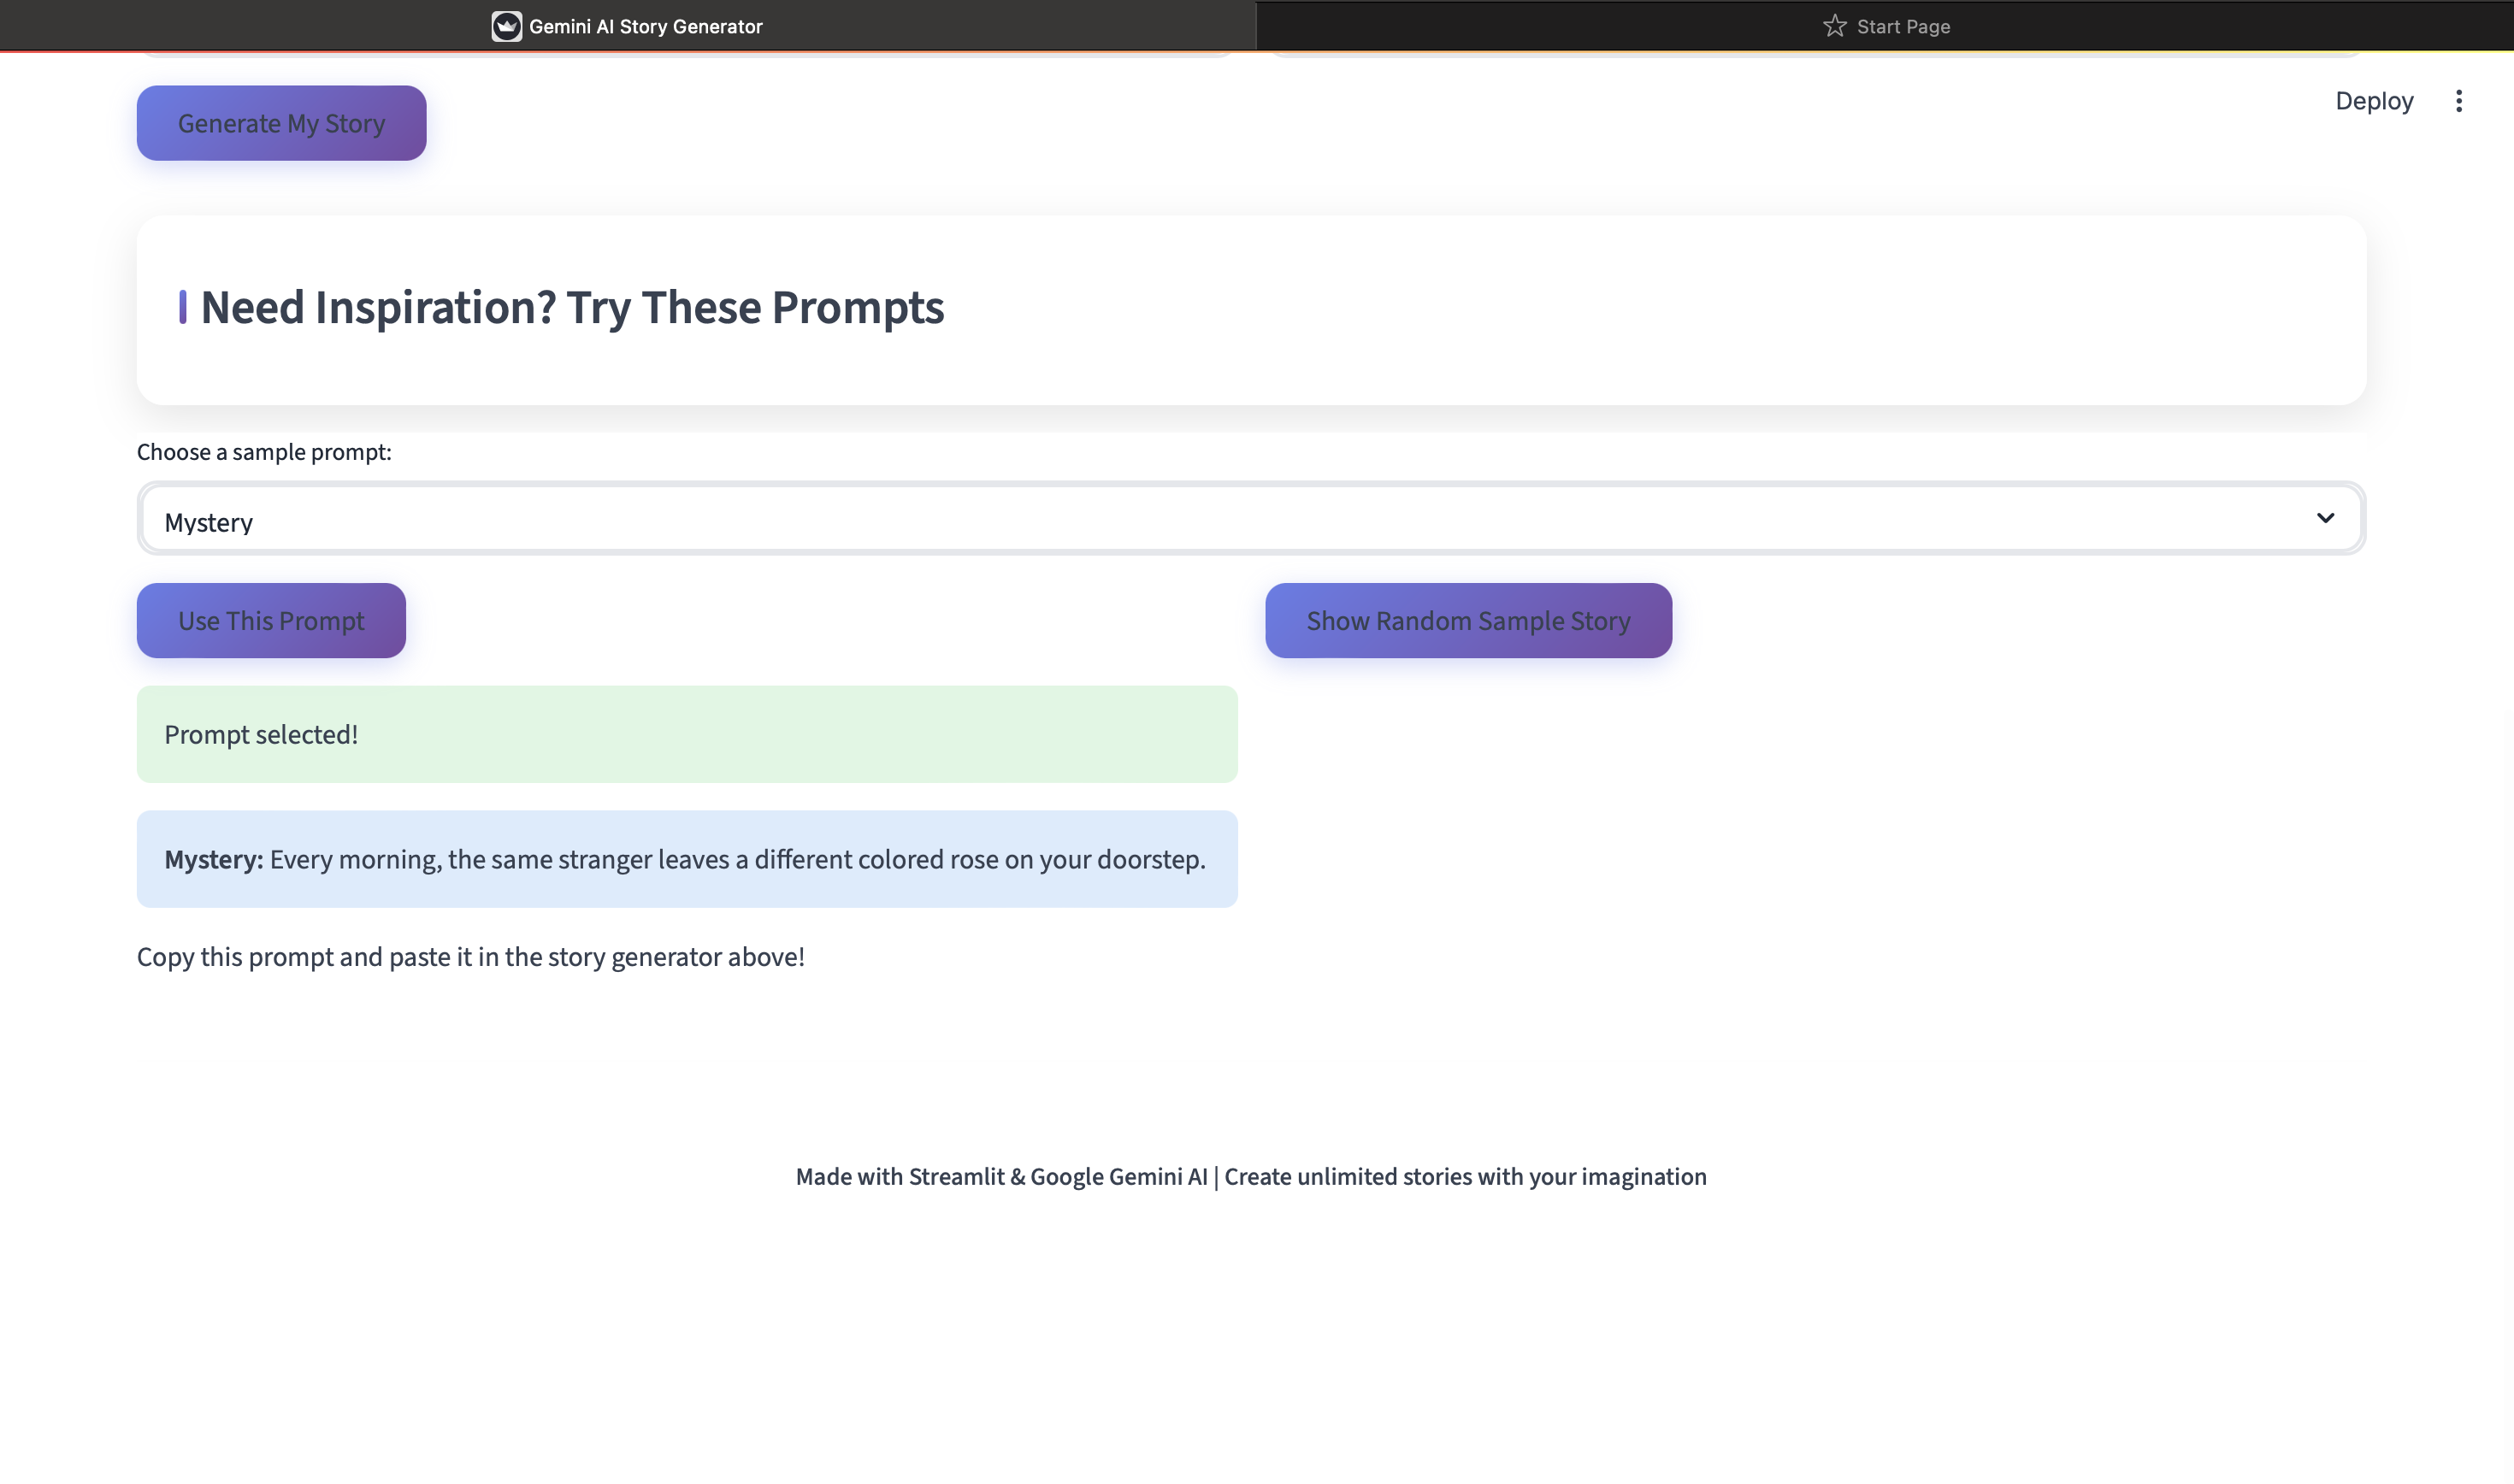 Gemini AI Story Generator
Start Page
Generate My Story
Deploy
Need Inspiration? Try These Prompts
Choose a sample prompt:
Mystery
Use This Prompt
Show Random Sample Story
Prompt selected!
Mystery: Every morning, the same stranger leaves a different colored rose on your doorstep.
Copy this prompt and paste it in the story generator above!
Made with Streamlit & Google Gemini AI | Create unlimited stories with your imagination